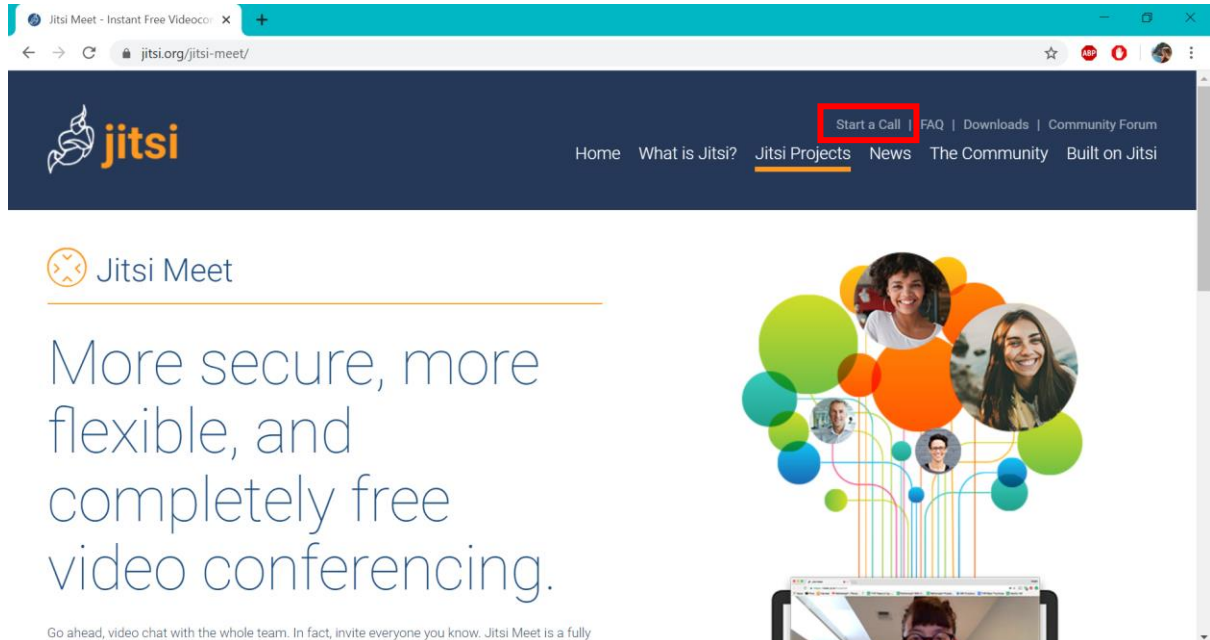 Jitsi Meet - Instant Free Videocon
jitsi.org/jitsi-meet/
ABP
jitsi
Start a Call | FAQ | Downloads | Community Forum
Home What is Jitsi? Jitsi Projects News The Community Built on Jitsi
Jitsi Meet
More secure, more
flexible, and
completely free
video conferencing.
Go ahead, video chat with the whole team. In fact, invite everyone you know. Jitsi Meet is a fully